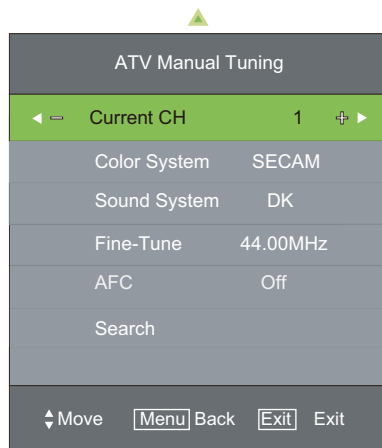 ATV Manual Tuning
Current CH 1
Color System SECAM
Sound System DK
Fine-Tune 44.00MHz
AFC Off
Search
Move Menu Back Exit Exit